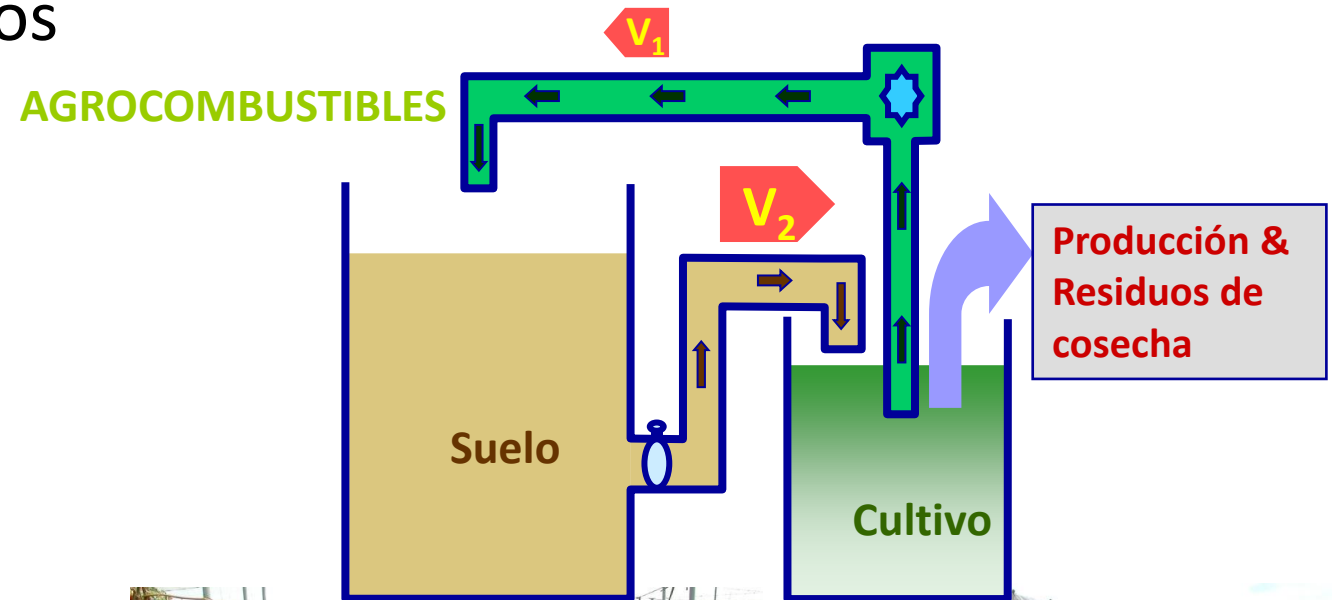 os
V₁
AGROCOMBUSTIBLES
V₂
Producción &
Residuos de
cosecha
Suelo
Cultivo